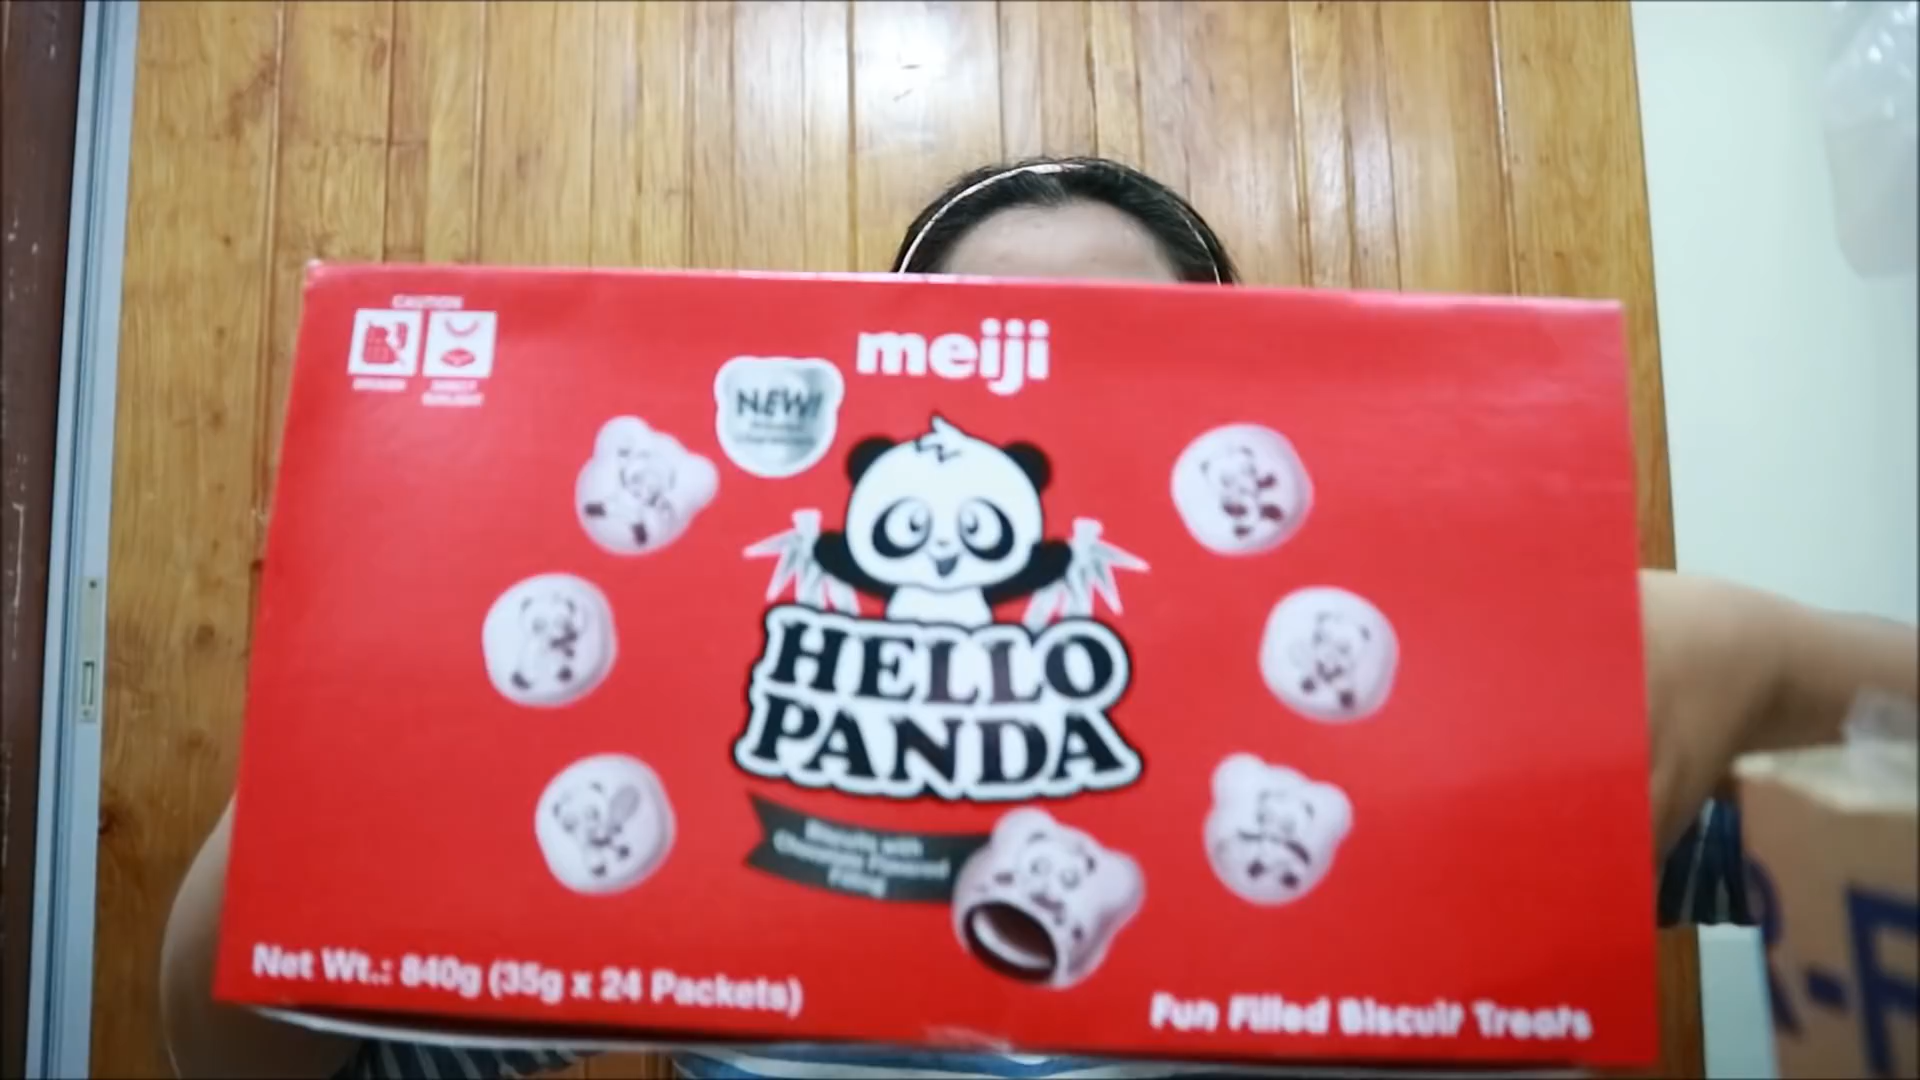 CAUTION
meiji
NEW!
HELLO
PANDA
Biscuits with
Chocolate Flavored
Filling
Net Wt.: 840g (35g x 24 Packets)
Fun Filled Biscuit Treats